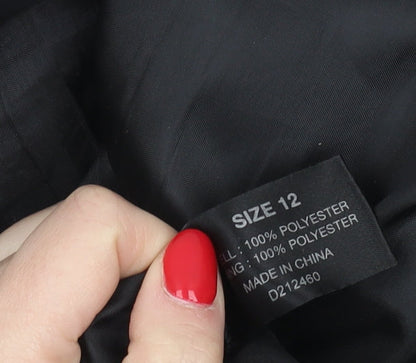 SIZE 12
LL: 100% POLYESTER
NG: 100% POLYESTER
MADE IN CHINA
D212460